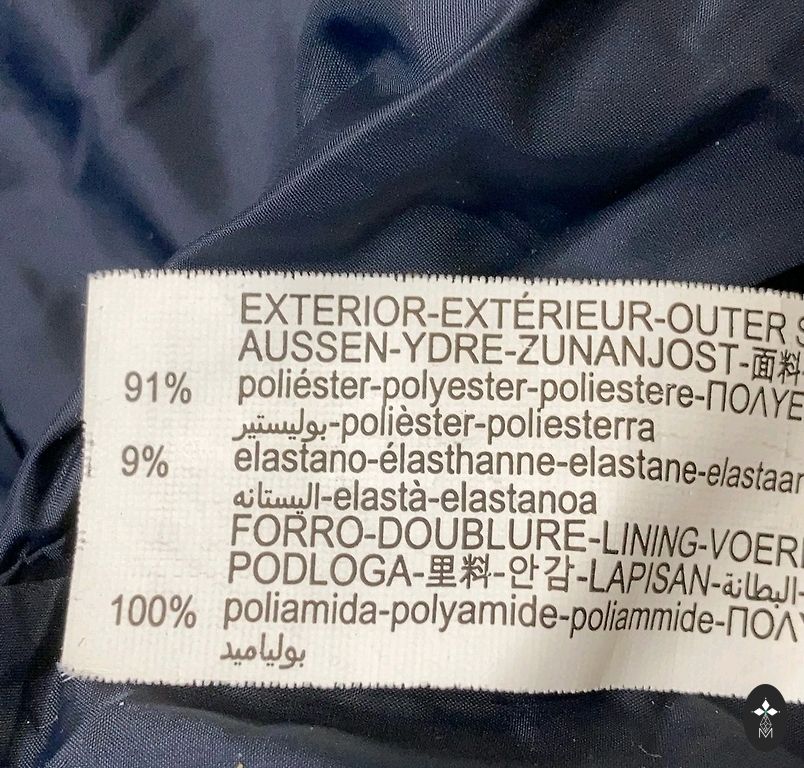 EXTERIOR-EXTÉRIEUR-OUTER S
AUSSEN-YDRE-ZUNANJOST-面料-
91% poliéster-polyester-poliestere-ΠΟΛΥΕ
بوليستير-polièster-poliesterra
9% elastano-élasthanne-elastane-elastaan
اليستانه-elastà-elastanoa
FORRO-DOUBLURE-LINING-VOERI
PODLOGA-里料-안감-LAPISAN-البطانة-
100% poliamida-polyamide-poliammide-ΠΟΛΥ
بولياميد
M